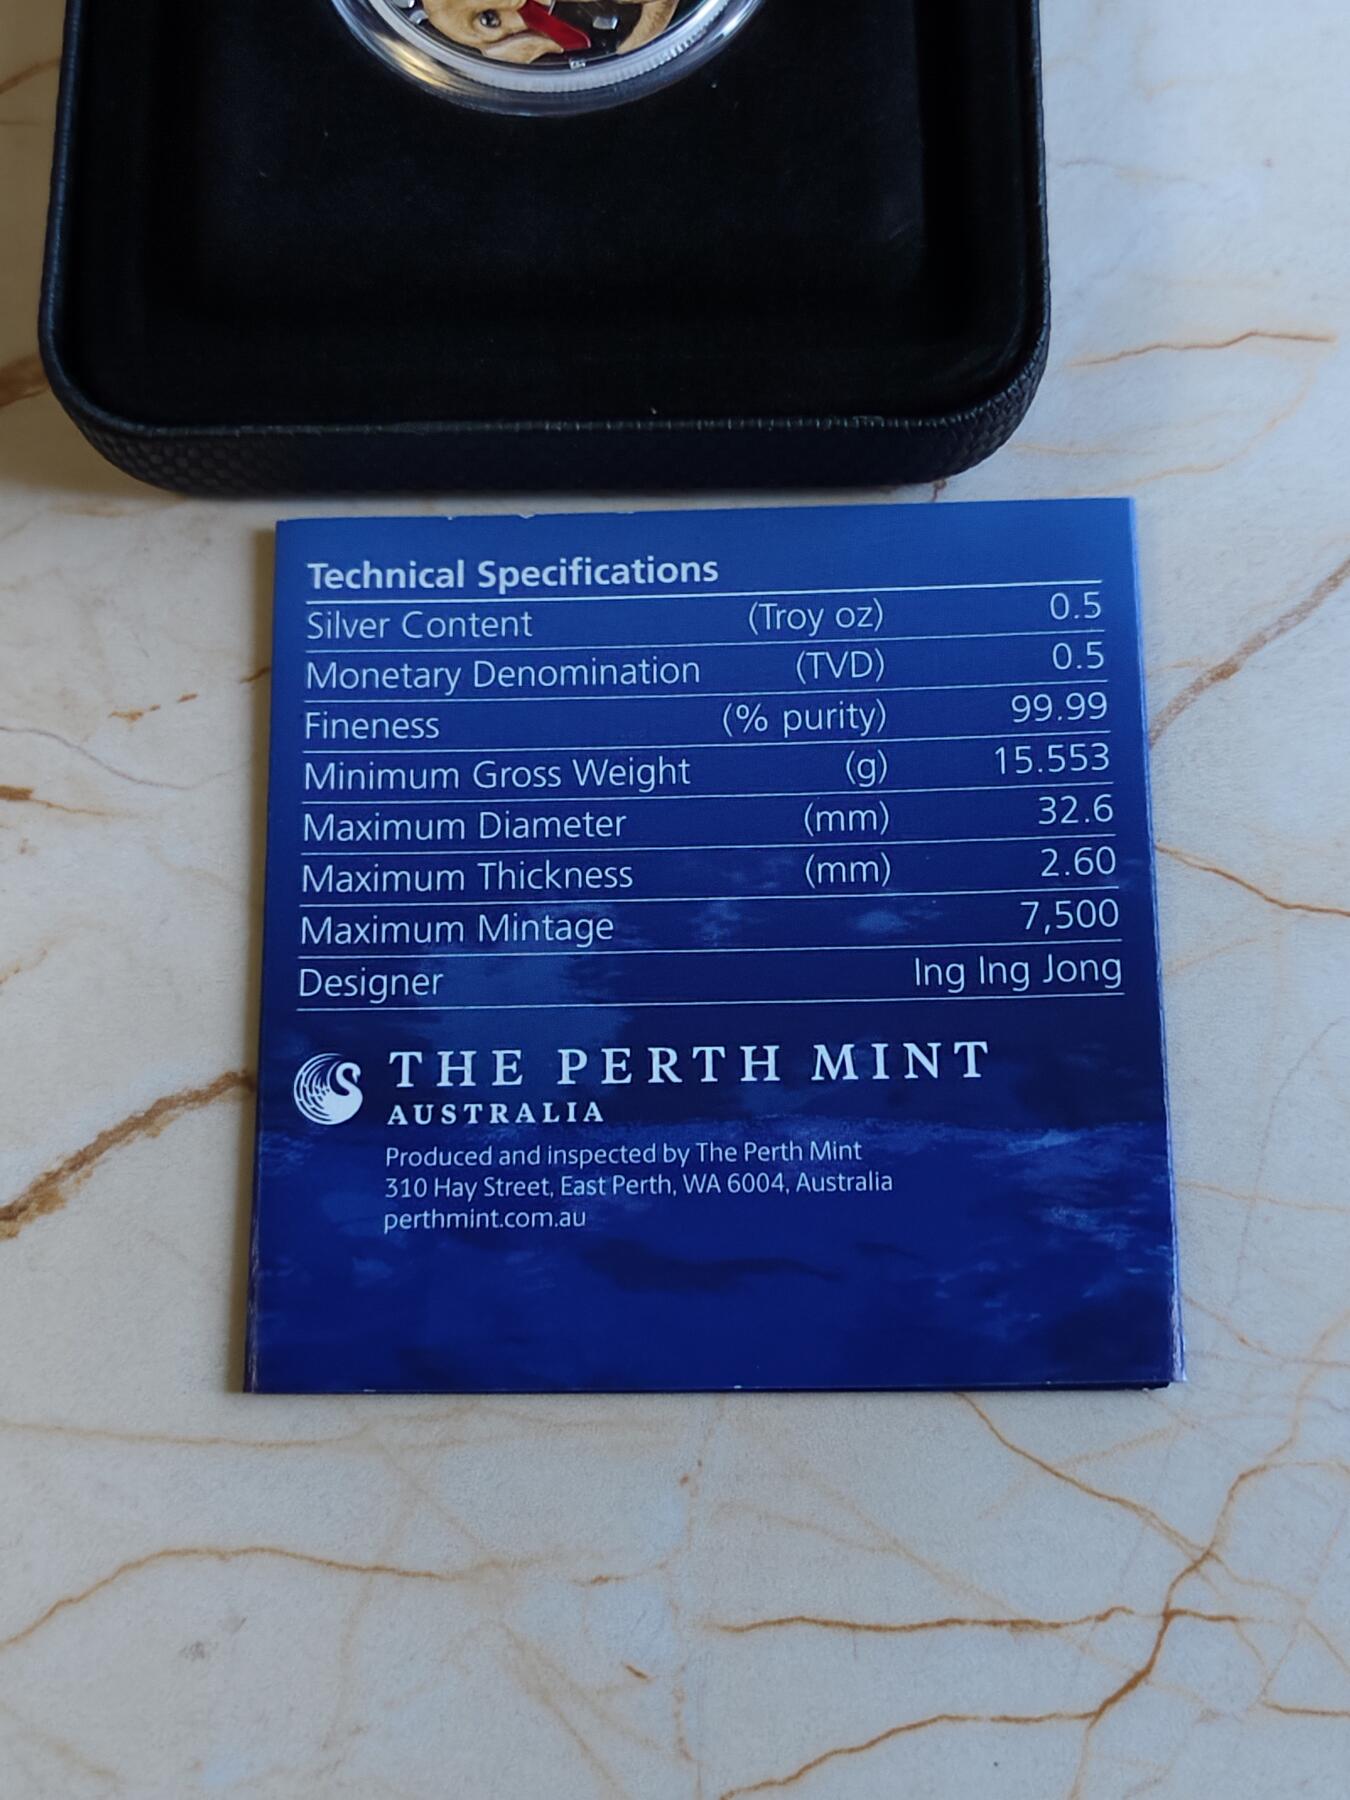 Technical Specifications
Silver Content (Troy oz) 0.5
Monetary Denomination (TVD) 0.5
Fineness (% purity) 99.99
Minimum Gross Weight (g) 15.553
Maximum Diameter (mm) 32.6
Maximum Thickness (mm) 2.60
Maximum Mintage 7,500
Designer Ing Ing Jong
THE PERTH MINT
AUSTRALIA
Produced and inspected by The Perth Mint
310 Hay Street, East Perth, WA 6004, Australia
perthmint.com.au